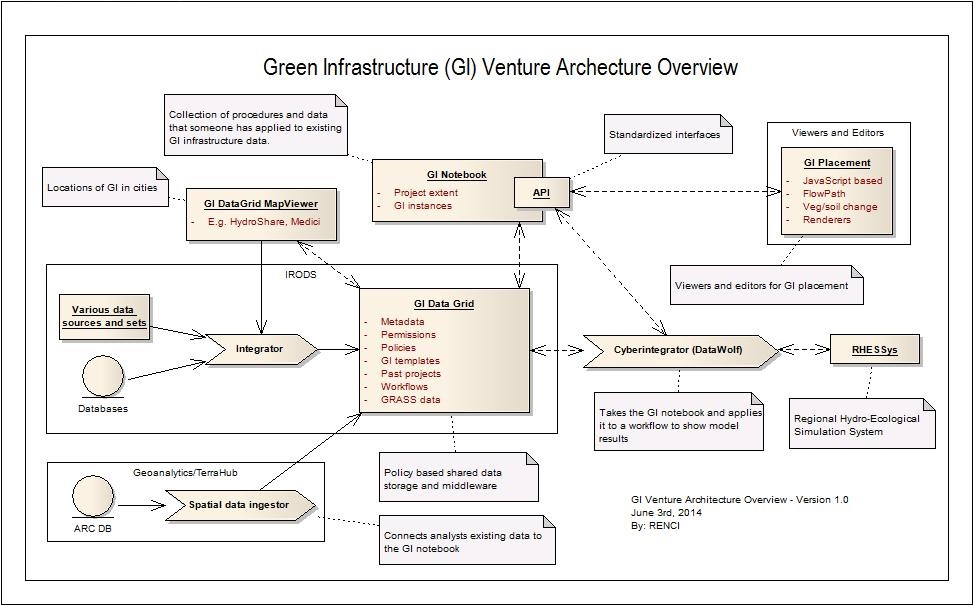 Green Infrastructure (GI) Venture Archecture Overview
Collection of procedures and data
that someone has applied to existing
GI infrastructure data.
Standardized interfaces
Viewers and Editors
GI Placement
- JavaScript based
- FlowPath
- Veg/soil change
- Renderers
Locations of GI in cities
GI Notebook
- Project extent
- GI instances
API
GI DataGrid MapViewer
- E.g. HydroShare, Medici
Viewers and editors for GI placement
IRODS
Various data
sources and sets
Integrator
Databases
GI Data Grid
- Metadata
- Permissions
- Policies
- GI templates
- Past projects
- Workflows
- GRASS data
Cyberintegrator (DataWolf)
RHESSys
Takes the GI notebook and applies
it to a workflow to show model
results
Regional Hydro-Ecological
Simulation System
Geoanalytics/TerraHub
ARC DB
Spatial data ingestor
Policy based shared data
storage and middleware
Connects analysts existing data to
the GI notebook
GI Venture Architecture Overview - Version 1.0
June 3rd, 2014
By: RENCI